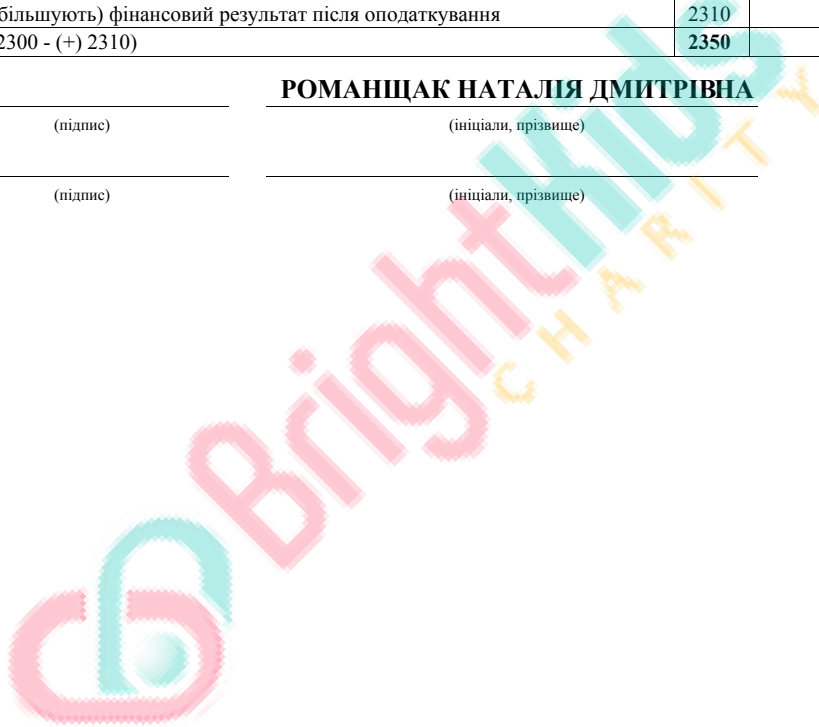 більшують) фінансовий результат після оподаткування 2310
2300 - (+) 2310) 2350
РОМАНЩАК НАТАЛІЯ ДМИТРІВНА
(підпис) (ініціали, прізвище)
(підпис) (ініціали, прізвище)
BrightKids
CHARITY